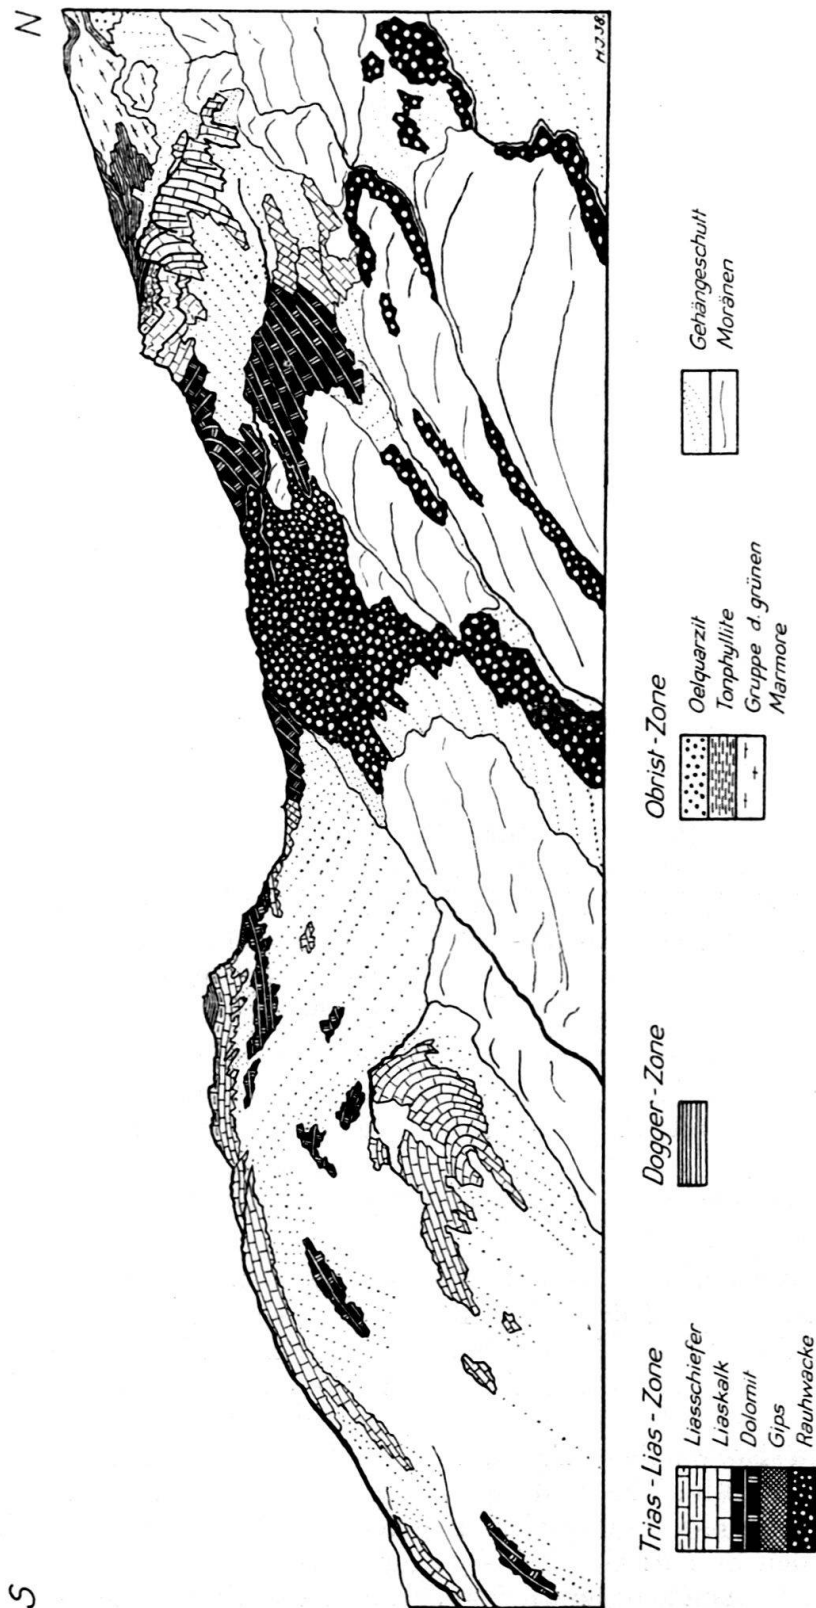 S
N
M.J 38.
Trias - Lias - Zone
Liasschiefer
Liaskalk
Dolomit
Gips
Rauhwacke
Dogger - Zone
Obrist - Zone
Oelquarzit
Tonphyllite
Gruppe d. grünen
Marmore
Gehängeschutt
Moränen